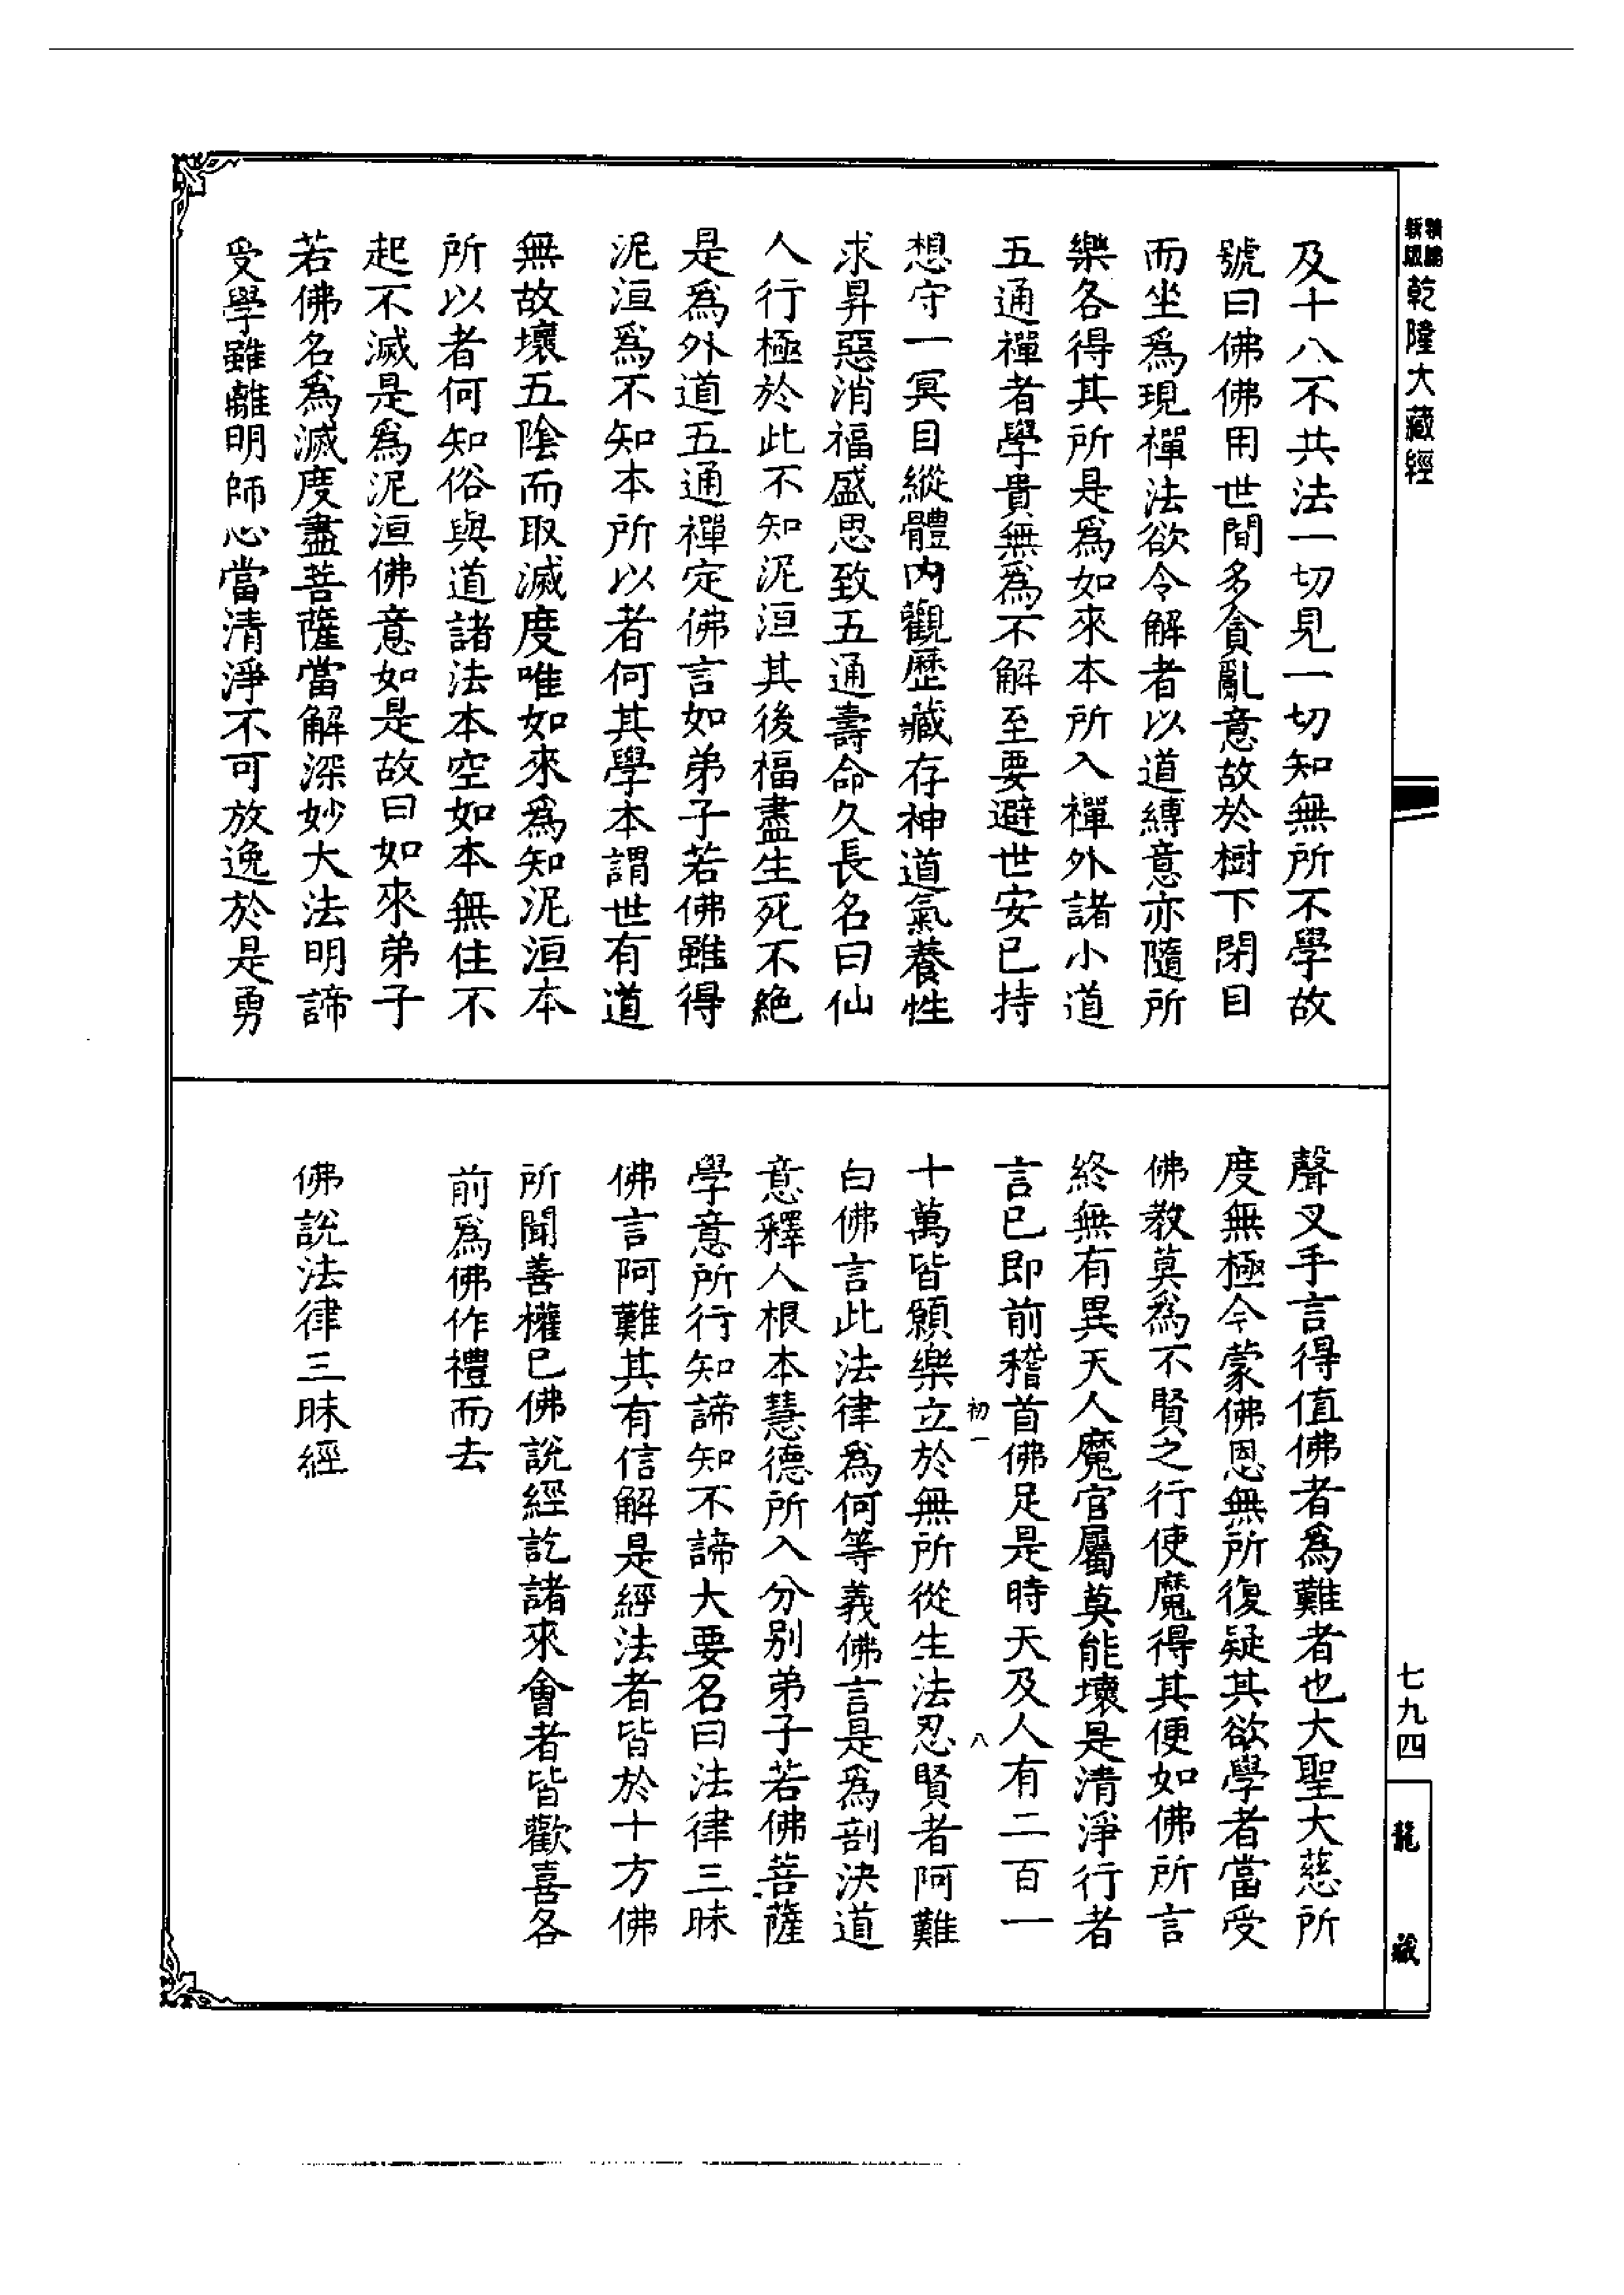 乾隆大藏經
及十八不共法一切見一切知無所不學故
號曰佛佛用世間多貪亂意故於樹下閉目
而坐爲現禪法欲令解者以道縛意亦隨所
樂各得其所是爲如來本所入禪外諸小道
五通禪者學貴無爲不解至要避世安已持
想守一冥目縱體內觀歷藏存神道氣養性
求昇惡消福盛思致五通壽命久長名曰仙
人行極於此不知泥洹其後福盡生死不絶
是爲外道五通禪定佛言如弟子若佛雖得
泥洹爲不知本所以者何其學本謂世有道
無故壞五陰而取滅度唯如來爲知泥洹本
所以者何知俗與道諸法本空如本無住不
起不滅是爲泥洹佛意如是故曰如來弟子
若佛名爲滅度盡菩薩當解深妙大法明諦
受學雖離明師心當清淨不可放逸於是勇
聲叉手言得值佛者爲難者也大聖大慈所
度無極今蒙佛恩無所復疑其欲學者當受
佛教莫爲不賢之行使魔得其便如佛所言
終無有異天人魔官屬莫能壞是清淨行者
言已即前稽首佛足是時天及人有二百一
初一 八
十萬皆願樂立於無所從生法忍賢者阿難
白佛言此法律爲何等義佛言是爲剖決道
意釋人根本慧德所入分別弟子若佛菩薩
學意所行知諦知不諦大要名曰法律三昧
佛言阿難其有信解是經法者皆於十方佛
所聞善權已佛說經訖諸來會者皆歡喜各
前爲佛作禮而去
佛說法律三昧經
七九四
龍藏